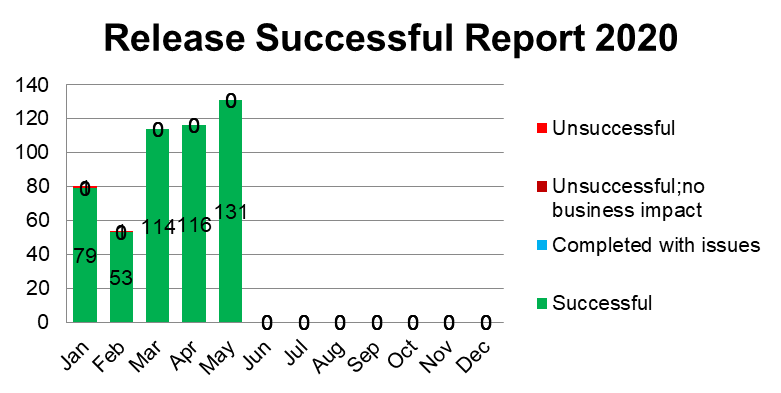 Release Successful Report 2020
140
120
100
80
60
40
20
0
79
53
114
116
131
0
0
0
0
0
0
0
0
0
0
Jan
Feb
Mar
Apr
May
Jun
Jul
Aug
Sep
Oct
Nov
Dec
Unsuccessful
Unsuccessful;no
business impact
Completed with issues
Successful